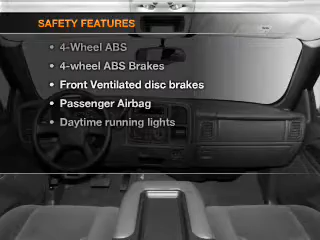 SAFETY FEATURES
• 4-Wheel ABS
• 4-wheel ABS Brakes
• Front Ventilated disc brakes
• Passenger Airbag
• Daytime running lights